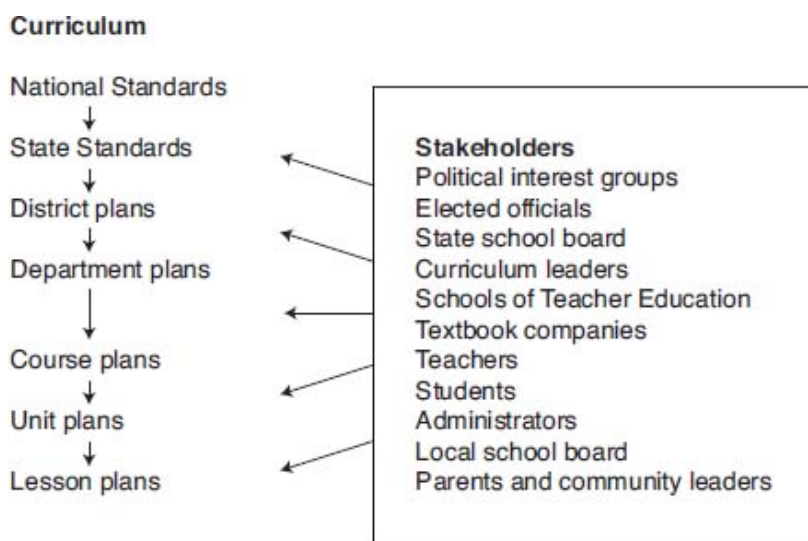 Curriculum
National Standards
State Standards
District plans
Department plans
Course plans
Unit plans
Lesson plans
Stakeholders
Political interest groups
Elected officials
State school board
Curriculum leaders
Schools of Teacher Education
Textbook companies
Teachers
Students
Administrators
Local school board
Parents and community leaders